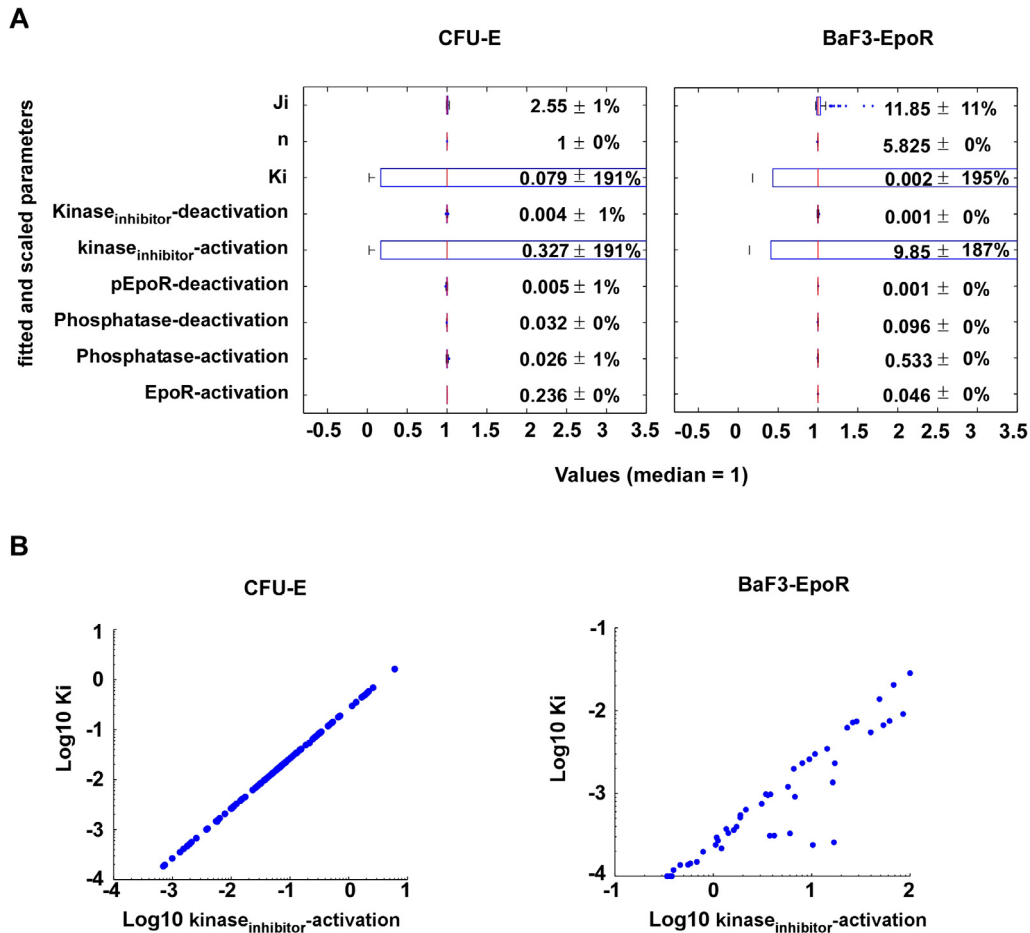 A
CFU-E
BaF3-EpoR
fitted and scaled parameters
Ji
2.55 ± 1%
11.85 ± 11%
n
1 ± 0%
5.825 ± 0%
Ki
0.079 ± 191%
0.002 ± 195%
Kinaseinhibitor-deactivation
0.004 ± 1%
0.001 ± 0%
kinaseinhibitor-activation
0.327 ± 191%
9.85 ± 187%
pEpoR-deactivation
0.005 ± 1%
0.001 ± 0%
Phosphatase-deactivation
0.032 ± 0%
0.096 ± 0%
Phosphatase-activation
0.026 ± 1%
0.533 ± 0%
EpoR-activation
0.236 ± 0%
0.046 ± 0%
-0.5 0 0.5 1 1.5 2 2.5 3 3.5
-0.5 0 0.5 1 1.5 2 2.5 3 3.5
Values (median = 1)
B
CFU-E
BaF3-EpoR
Log10 Ki
1
0
-1
-2
-3
-4
-4 -3 -2 -1 0 1
Log10 kinaseinhibitor-activation
Log10 Ki
-1
-2
-3
-4
-1 0 1 2
Log10 kinaseinhibitor-activation